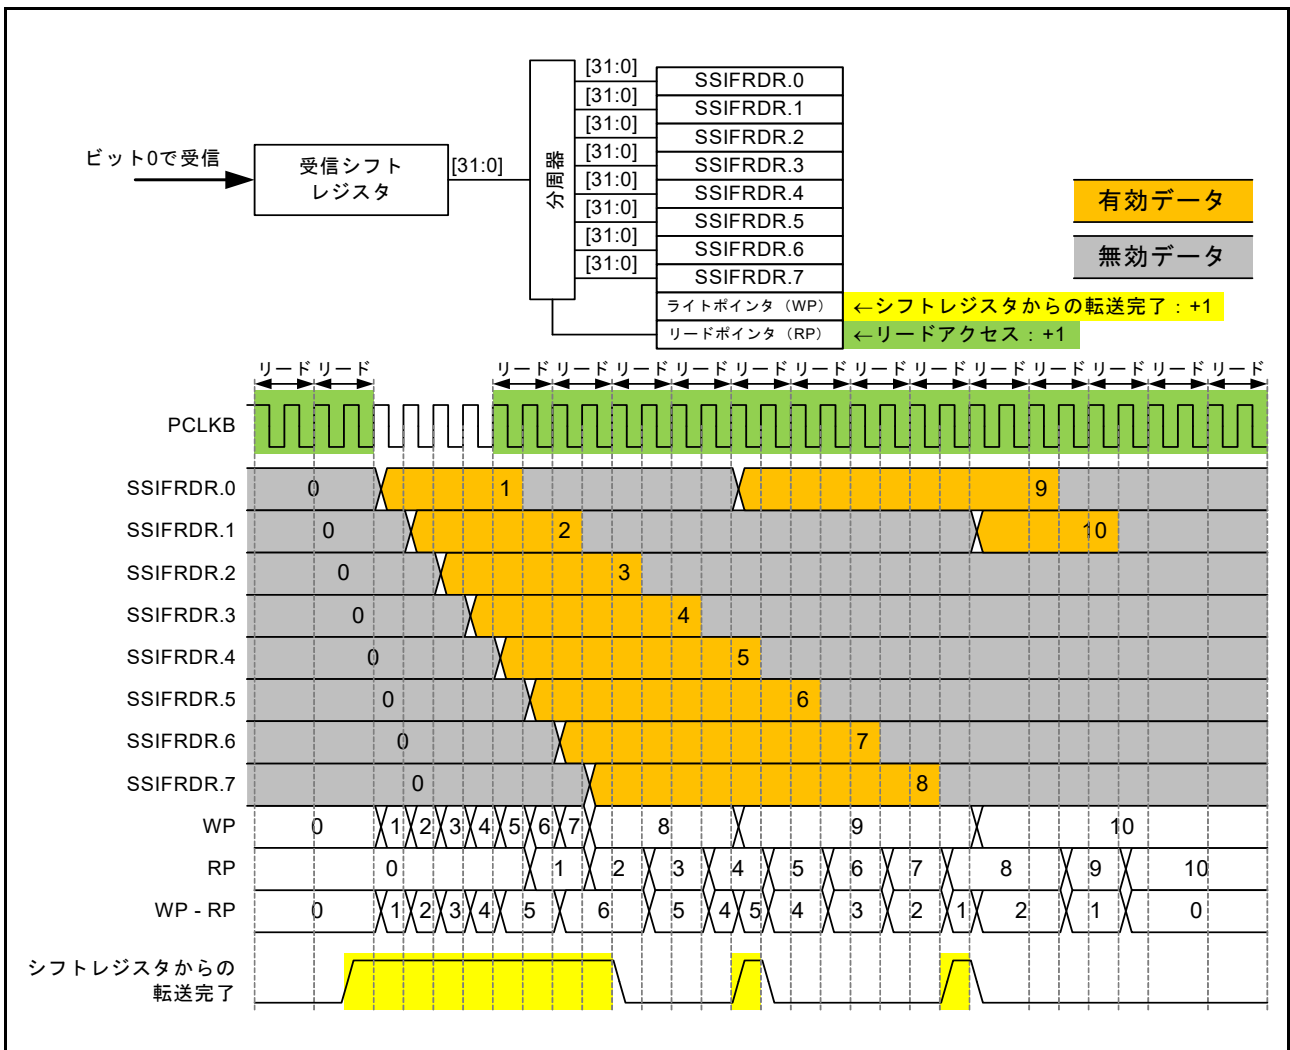 [31:0]
SSIFRDR.0
[31:0]
SSIFRDR.1
[31:0]
SSIFRDR.2
[31:0]
SSIFRDR.3
[31:0]
SSIFRDR.4
[31:0]
SSIFRDR.5
[31:0]
SSIFRDR.6
[31:0]
SSIFRDR.7
ビット0で受信
受信シフト
レジスタ
[31:0]
分周器
有効データ
無効データ
ライトポインタ（WP）
←シフトレジスタからの転送完了：+1
リードポインタ（RP）
←リードアクセス：+1
リード リード リード リード リード リード リード リード リード リード リード リード リード リード リード
PCLKB
SSIFRDR.0 0 1 9
SSIFRDR.1 0 2 10
SSIFRDR.2 0 3
SSIFRDR.3 0 4
SSIFRDR.4 0 5
SSIFRDR.5 0 6
SSIFRDR.6 0 7
SSIFRDR.7 0 8
WP 0 1 2 3 4 5 6 7 8 9 10
RP 0 1 2 3 4 5 6 7 8 9 10
WP - RP 0 1 2 3 4 5 6 5 4 5 4 3 2 1 2 1 0
シフトレジスタからの
転送完了